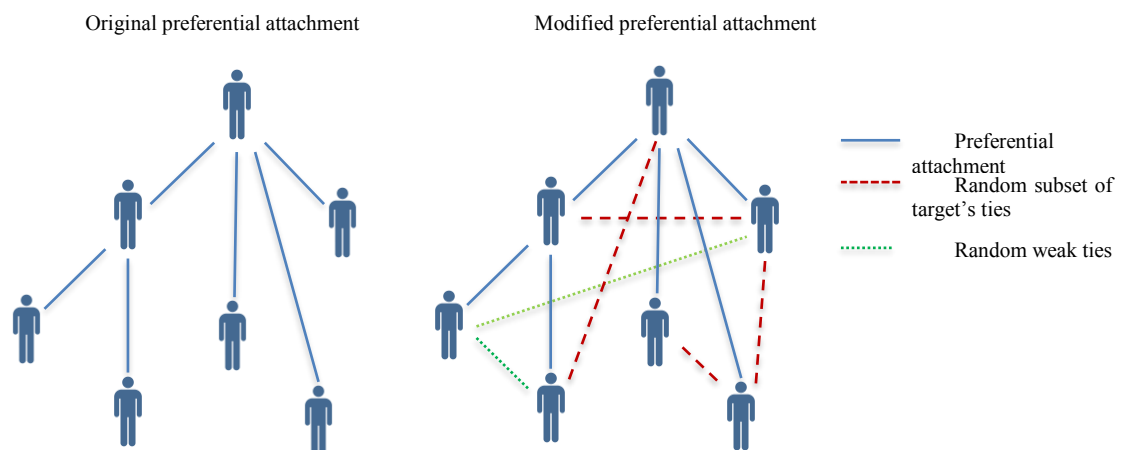 Original preferential attachment
Modified preferential attachment
Preferential
attachment
Random subset of
target's ties
Random weak ties